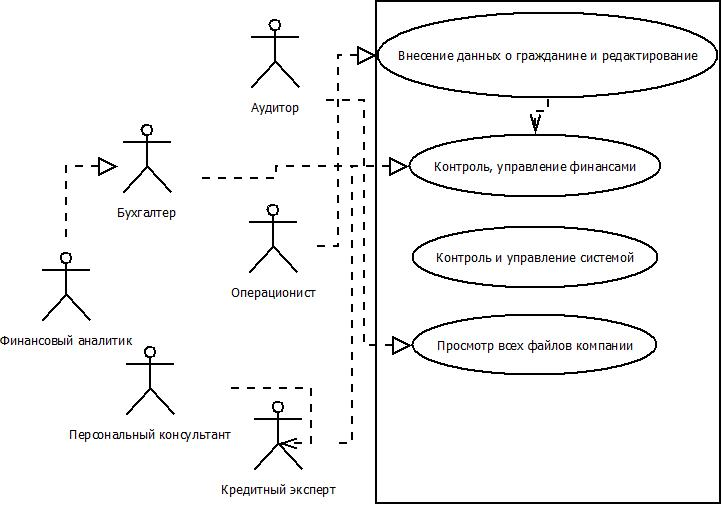 Внесение данных о гражданине и редактирование
Аудитор
Контроль, управление финансами
Бухгалтер
Контроль и управление системой
Операционист
Финансовый аналитик
Просмотр всех файлов компании
Персональный консультант
Кредитный эксперт